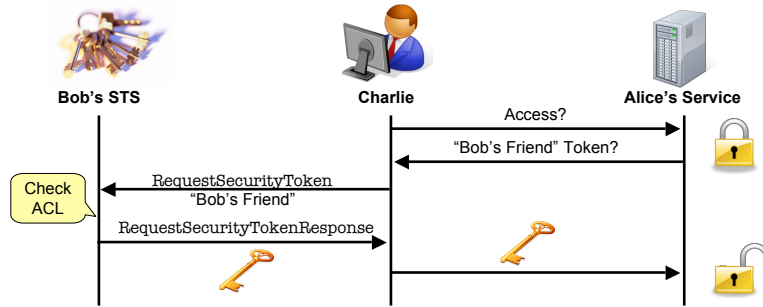 Bob's STS
Charlie
Alice's Service
Access?
“Bob's Friend” Token?
RequestSecurityToken
“Bob's Friend”
Check
ACL
RequestSecurityTokenResponse